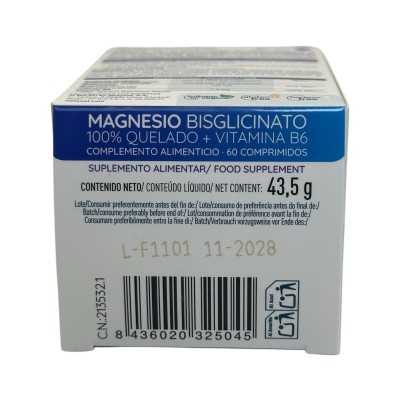 MAGNESIO BISGLICINATO
100% QUELADO + VITAMINA B6
COMPLEMENTO ALIMENTICIO · 60 COMPRIMIDOS
SUPLEMENTO ALIMENTAR/ FOOD SUPPLEMENT
CONTENIDO NETO/ CONTEÚDO LÍQUIDO/ NET CONTENT: 43,5 g
Lote/Consumir preferentemente antes del fin de:/ Lote/consumo de preferência antes do final de:/
Batch/consume preferably before end of:/ Lot/consommation de préférence avant la fin de:/
Consumare preferibilmente entro la fine di:/ Batch/Verbrauch vorzugsweise vor Ende des:/
L-F1101 11-2028
C.N.:213532.1
8 436020 325045